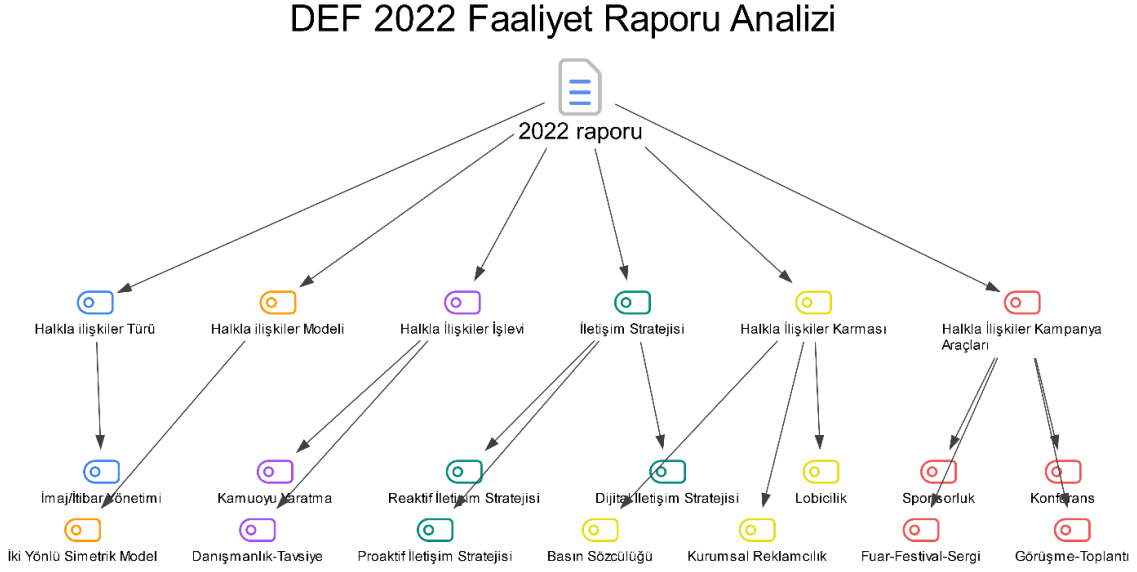 DEF 2022 Faaliyet Raporu Analizi
2022 raporu
Halkla ilişkiler Türü
Halkla ilişkiler Modeli
Halkla İlişkiler İşlevi
İletişim Stratejisi
Halkla İlişkiler Karması
Halkla İlişkiler Kampanya
Araçları
İmaj/İtibar Yönetimi
Kamuoyu Yaratma
Reaktif İletişim Stratejisi
Dijital İletişim Stratejisi
Lobicilik
Sponsorluk
Konferans
İki Yönlü Simetrik Model
Danışmanlık-Tavsiye
Proaktif İletişim Stratejisi
Basın Sözcülüğü
Kurumsal Reklamcılık
Fuar-Festival-Sergi
Görüşme-Toplantı